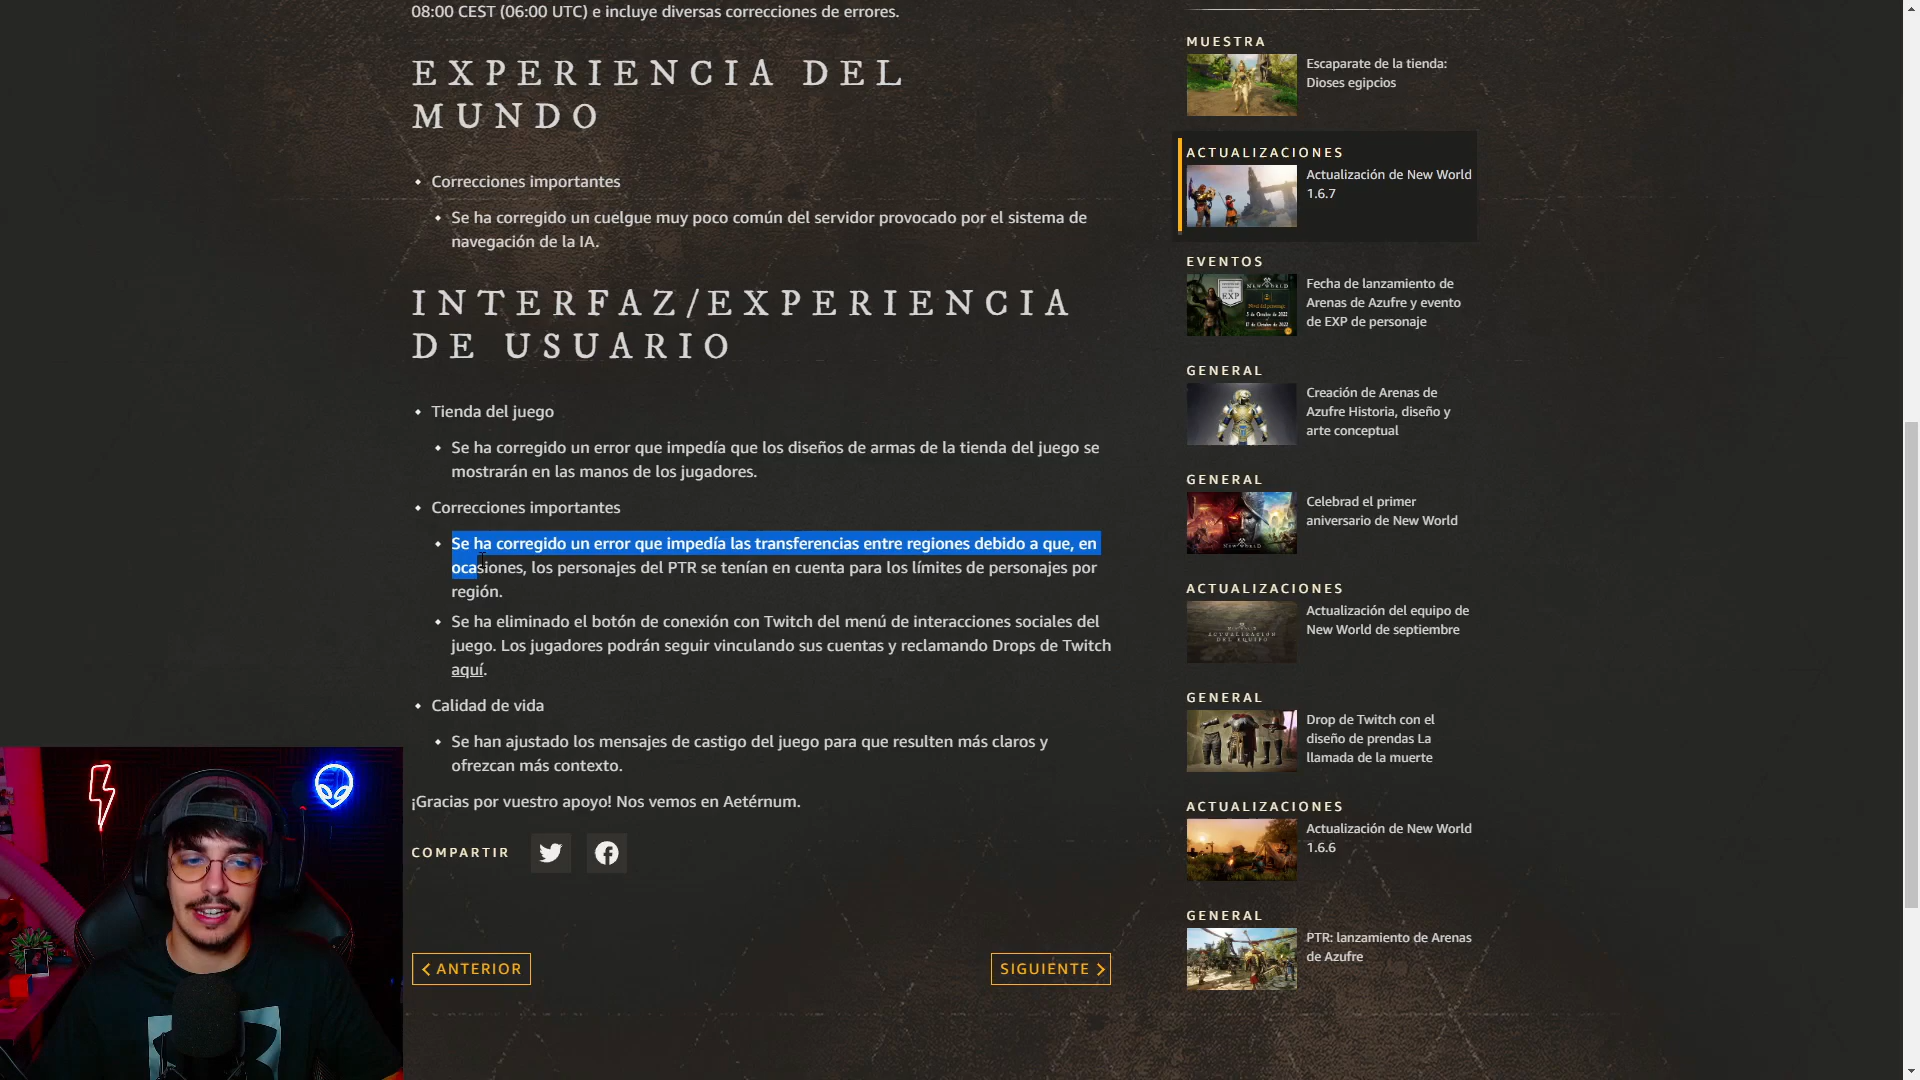 08:00 CEST (06:00 UTC) e incluye diversas correcciones de errores.
EXPERIENCIA DEL
MUNDO
Correcciones importantes
Se ha corregido un cuelgue muy poco común del servidor provocado por el sistema de
navegación de la IA.
INTERFAZ/EXPERIENCIA
DE USUARIO
Tienda del juego
Se ha corregido un error que impedía que los diseños de armas de la tienda del juego se
mostrarán en las manos de los jugadores.
Correcciones importantes
Se ha corregido un error que impedía las transferencias entre regiones debido a que, en
ocasiones, los personajes del PTR se tenían en cuenta para los límites de personajes por
región.
Se ha eliminado el botón de conexión con Twitch del menú de interacciones sociales del
juego. Los jugadores podrán seguir vinculando sus cuentas y reclamando Drops de Twitch
aquí.
Calidad de vida
Se han ajustado los mensajes de castigo del juego para que resulten más claros y
ofrezcan más contexto.
¡Gracias por vuestro apoyo! Nos vemos en Aetérnum.
COMPARTIR
ANTERIOR
SIGUIENTE
MUESTRA
Escaparate de la tienda:
Dioses egipcios
ACTUALIZACIONES
Actualización de New World
1.6.7
EVENTOS
EXP
NEW WORLD
Fecha de lanzamiento de
Arenas de Azufre y evento
de EXP de personaje
GENERAL
Creación de Arenas de
Azufre Historia, diseño y
arte conceptual
GENERAL
NEW WORLD
Celebrad el primer
aniversario de New World
ACTUALIZACIONES
ACTUALIZACIÓN
DEL EQUIPO
Actualización del equipo de
New World de septiembre
GENERAL
Drop de Twitch con el
diseño de prendas La
llamada de la muerte
ACTUALIZACIONES
Actualización de New World
1.6.6
GENERAL
PTR: lanzamiento de Arenas
de Azufre